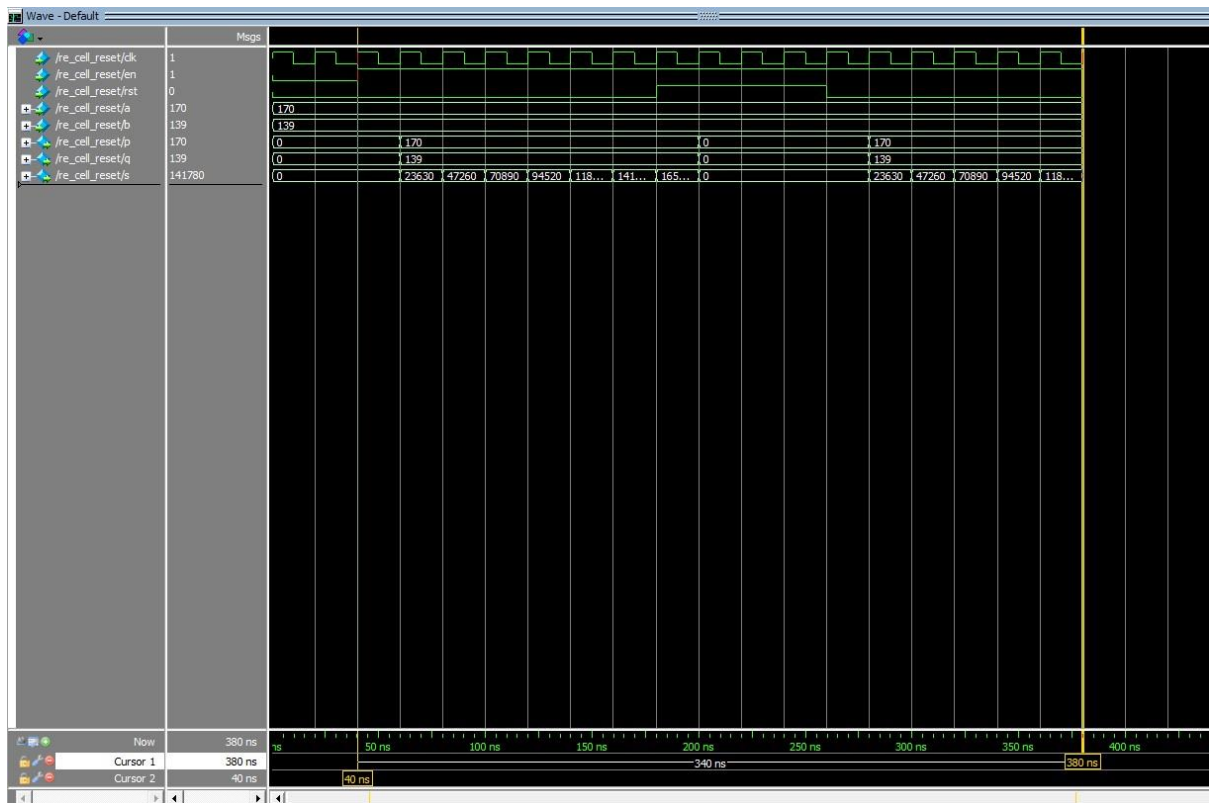 Wave - Default
Msgs
/re_cell_reset/clk 1
/re_cell_reset/en 1
/re_cell_reset/rst 0
/re_cell_reset/a 170 170
/re_cell_reset/b 139 139
/re_cell_reset/p 170 0 170 0 170
/re_cell_reset/q 139 0 139 0 139
/re_cell_reset/s 141780 0 23630 47260 70890 94520 118... 141... 165... 0 23630 47260 70890 94520 118...
Now 380 ns ns 50 ns 100 ns 150 ns 200 ns 250 ns 300 ns 350 ns 400 ns
Cursor 1 380 ns 340 ns 380 ns
Cursor 2 40 ns 40 ns